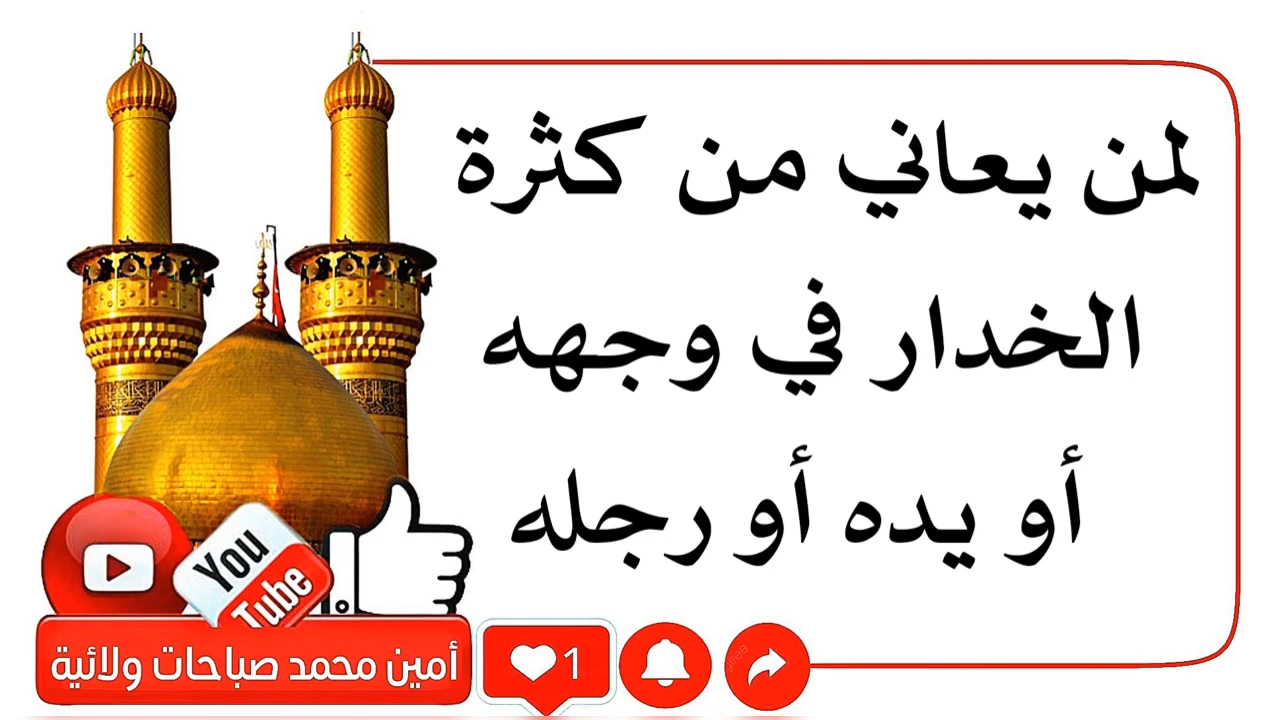 لمن يعاني من كثرة
الخدار في وجهه
أو يده أو رجله
You
Tube
أمين محمد صباحات ولائية
1